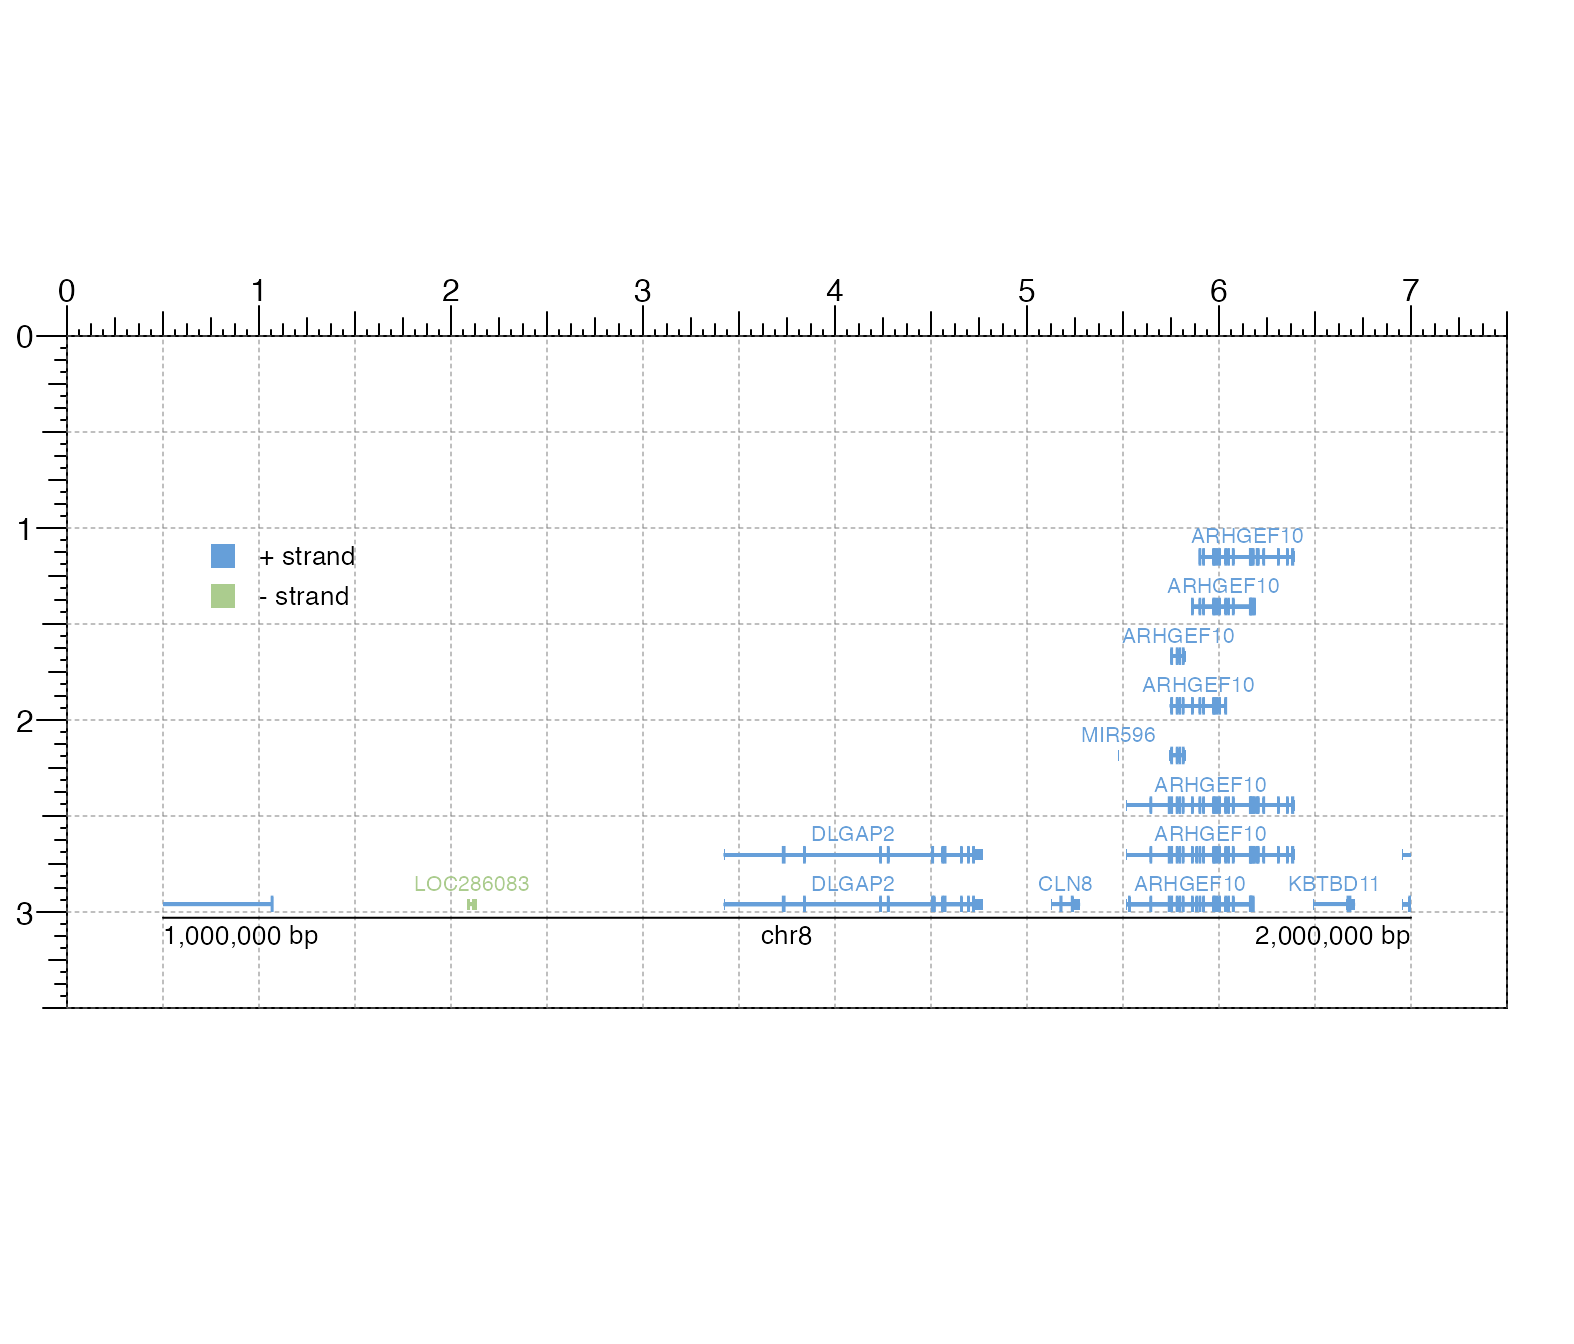 0 1 2 3 4 5 6 7
0
1
ARHGEF10
+ strand
ARHGEF10
- strand
ARHGEF10
ARHGEF10
2
MIR596
ARHGEF10
DLGAP2 ARHGEF10
LOC286083 DLGAP2 CLN8 ARHGEF10 KBTBD11
3
1,000,000 bp chr8 2,000,000 bp